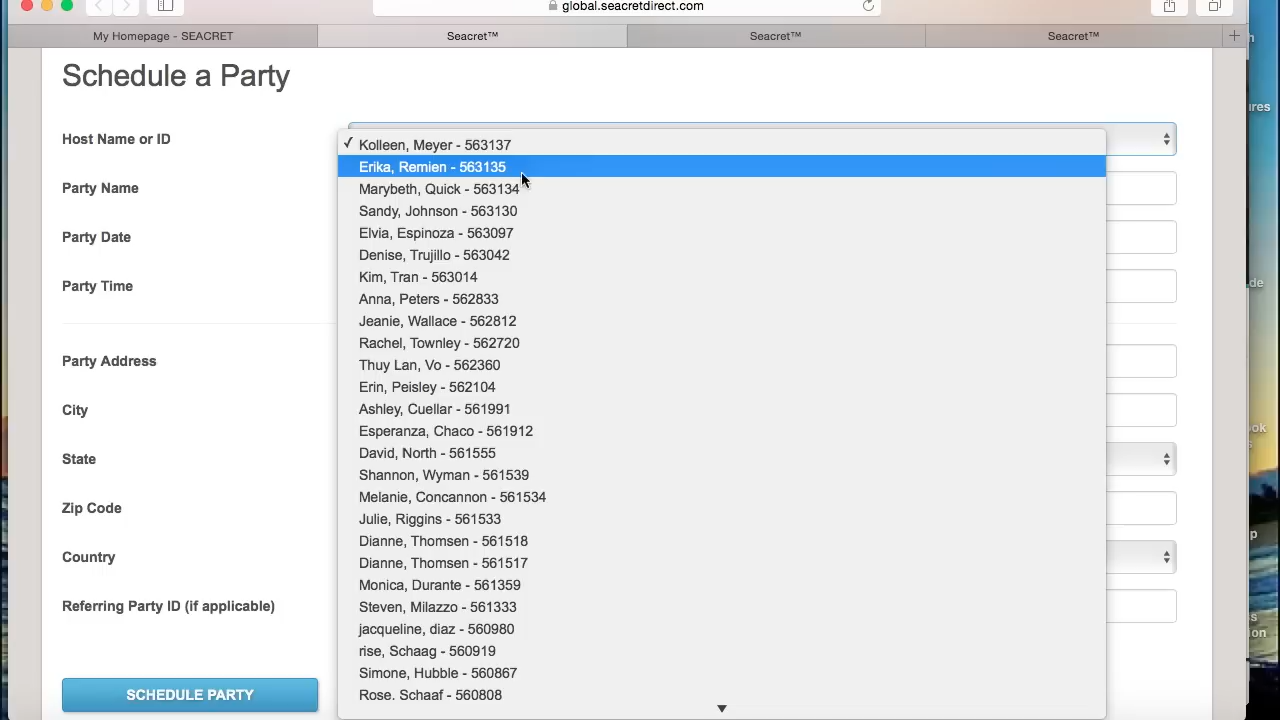 global.seacretdirect.com
My Homepage - SEACRET
Seacret™
Seacret™
Seacret™
Schedule a Party
Host Name or ID
Party Name
Party Date
Party Time
Party Address
City
State
Zip Code
Country
Referring Party ID (if applicable)
SCHEDULE PARTY
✓ Kolleen, Meyer - 563137
Erika, Remien - 563135
Marybeth, Quick - 563134
Sandy, Johnson - 563130
Elvia, Espinoza - 563097
Denise, Trujillo - 563042
Kim, Tran - 563014
Anna, Peters - 562833
Jeanie, Wallace - 562812
Rachel, Townley - 562720
Thuy Lan, Vo - 562360
Erin, Peisley - 562104
Ashley, Cuellar - 561991
Esperanza, Chaco - 561912
David, North - 561555
Shannon, Wyman - 561539
Melanie, Concannon - 561534
Julie, Riggins - 561533
Dianne, Thomsen - 561518
Dianne, Thomsen - 561517
Monica, Durante - 561359
Steven, Milazzo - 561333
jacqueline, diaz - 560980
rise, Schaag - 560919
Simone, Hubble - 560867
Rose. Schaaf - 560808